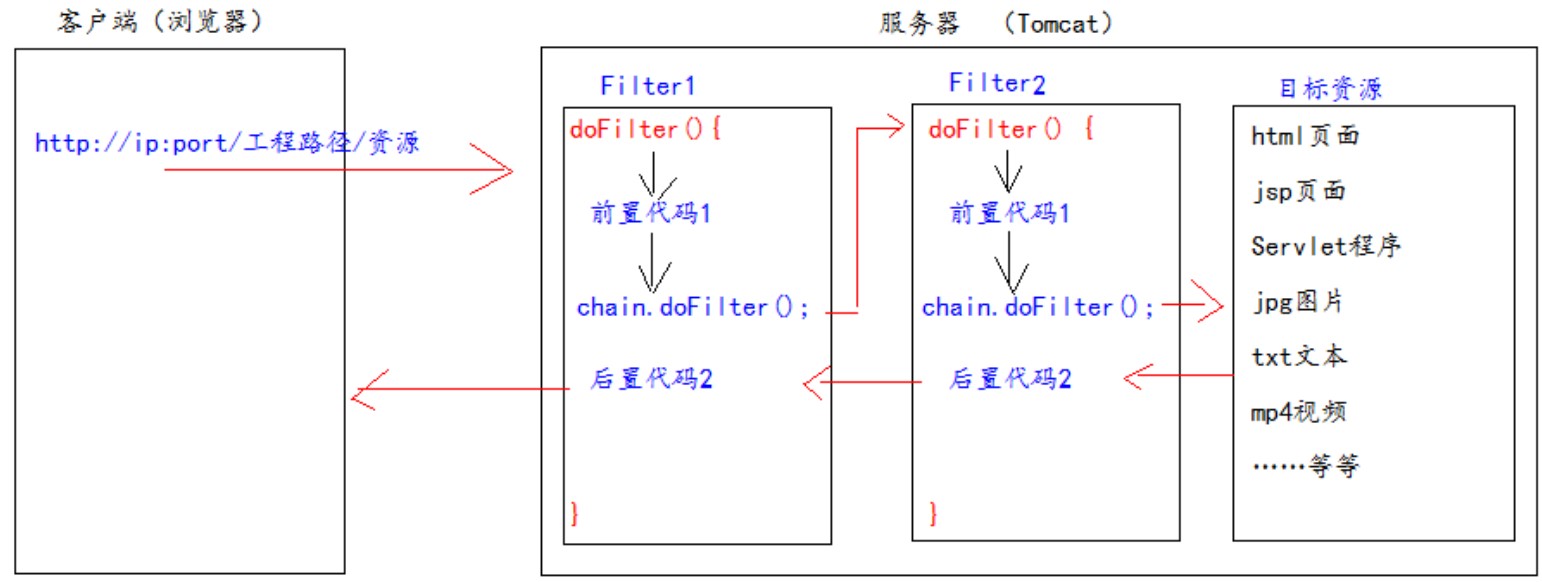 客户端（浏览器）
服务器 （Tomcat）
http://ip:port/工程路径/资源
Filter1
doFilter(){
前置代码1
chain.doFilter();
后置代码2
}
Filter2
doFilter() {
前置代码1
chain.doFilter();
后置代码2
}
目标资源
html页面
jsp页面
Servlet程序
jpg图片
txt文本
mp4视频
……等等